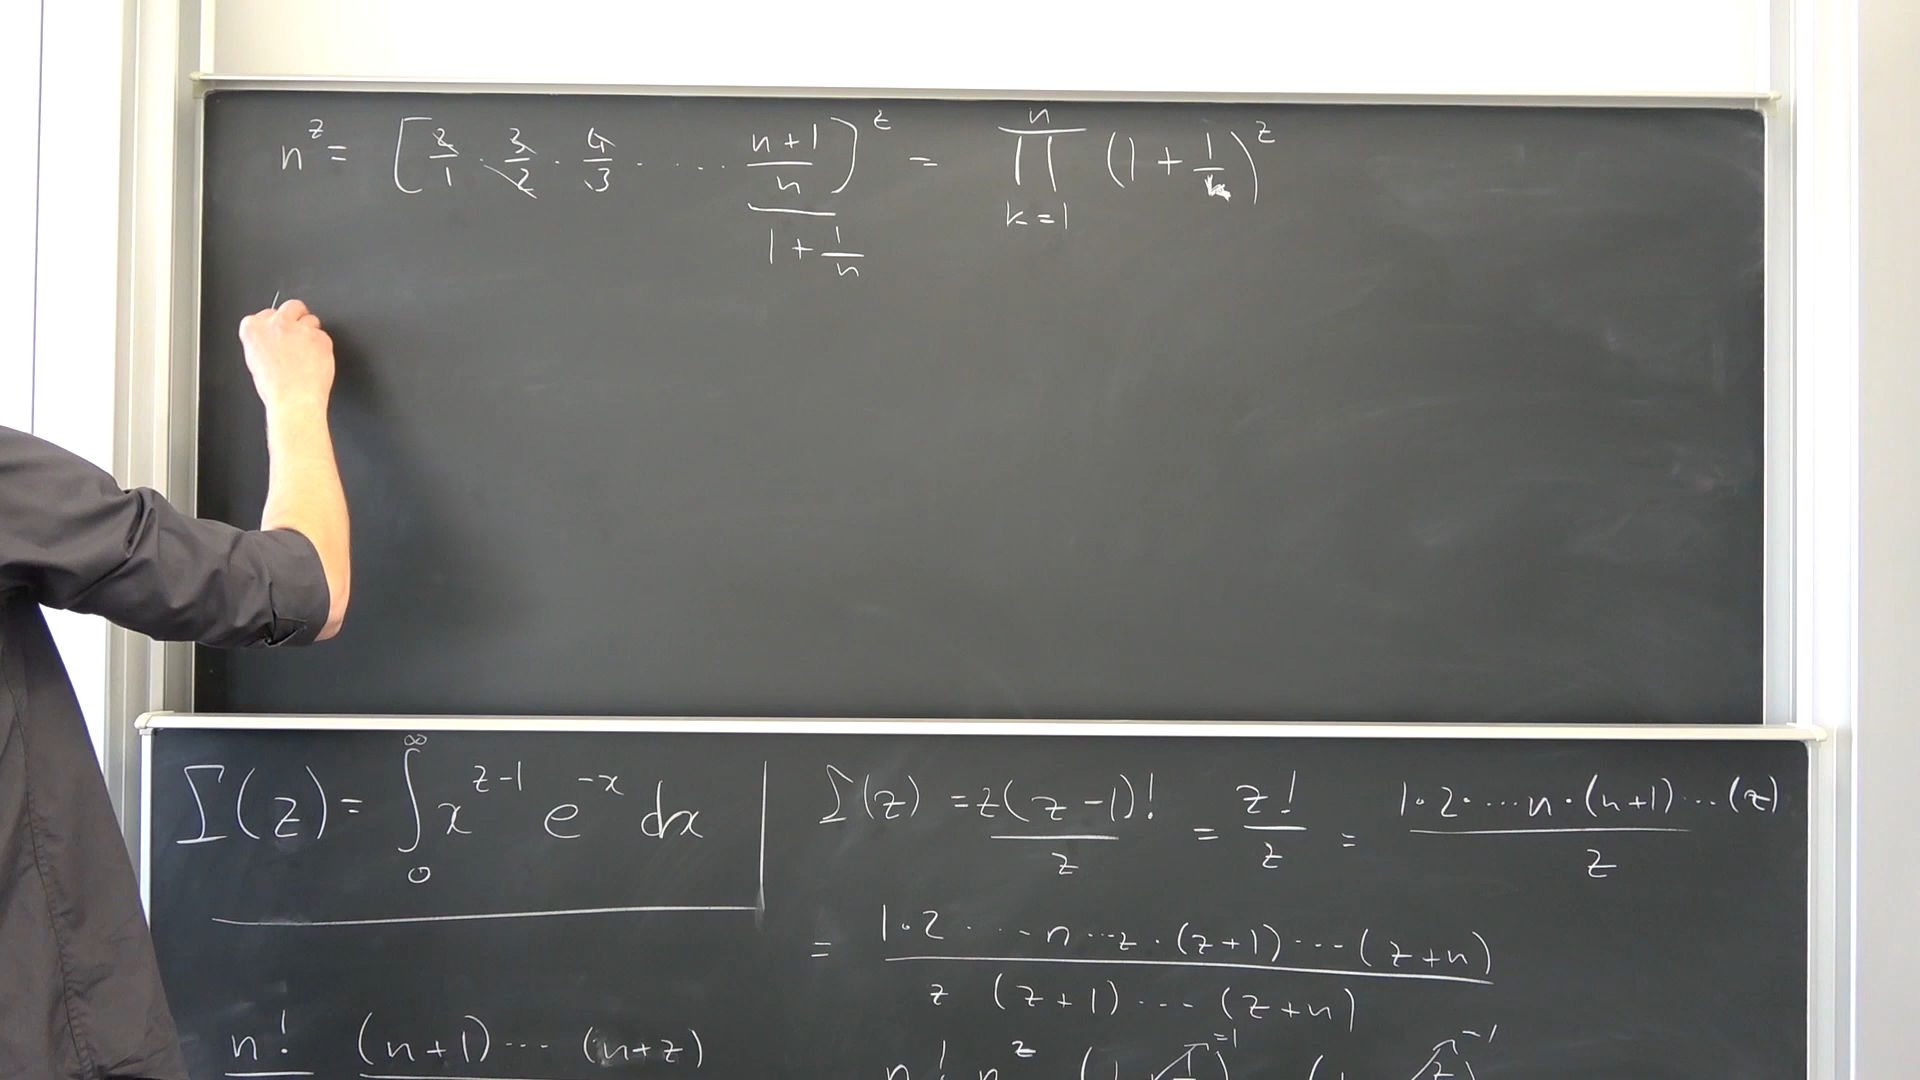 n^z = [2/1 · 3/2 · 4/3 · .... (n+1)/n)^z = ∏_{k=1}^{n} (1 + 1/k)^z
1 + 1/n
Γ(z) = ∫_0^∞ x^{z-1} e^{-x} dx
Γ(z) = z(z-1)!/z = z!/z = 1·2·...n·(n+1)...(z)/z
= 1·2·...n...z·(z+1)...(z+n) / z (z+1)...(z+n)
n! (n+1)... (n+z)
n! n^z